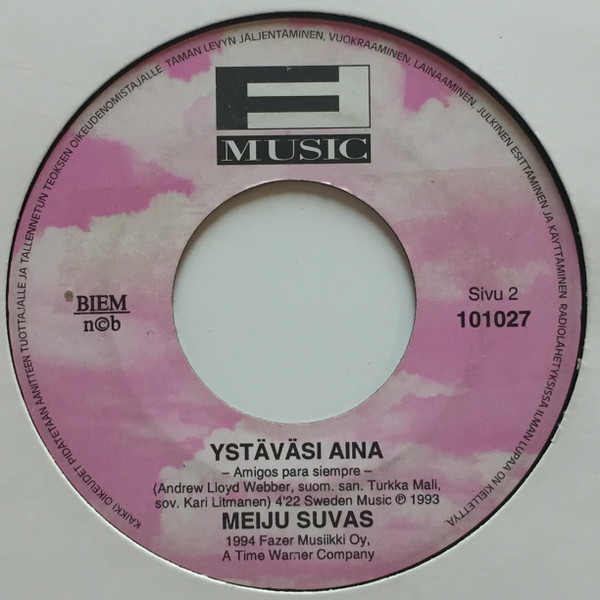 KAIKKI OIKEUDET PIDÄTETÄÄN ÄÄNITTEEN TUOTTAJALLE JA TALLENNETUN TEOKSEN OIKEUDENOMISTAJALLE. TÄMÄN LEVYN JÄLJENTÄMINEN, VUOKRAAMINEN, LAINAAMINEN, JULKINEN ESITTÄMINEN JA KÄYTTÄMINEN RADIOLÄHETYKSISSÄ ILMAN LUPAA ON KIELLETTYÄ.
F
MUSIC
BIEM
n©b
Sivu 2
101027
YSTÄVÄSI AINA
– Amigos para siempre –
(Andrew Lloyd Webber, suom. san. Turkka Mali,
sov. Kari Litmanen) 4'22 Sweden Music ℗ 1993
MEIJU SUVAS
1994 Fazer Musiikki Oy,
A Time Warner Company